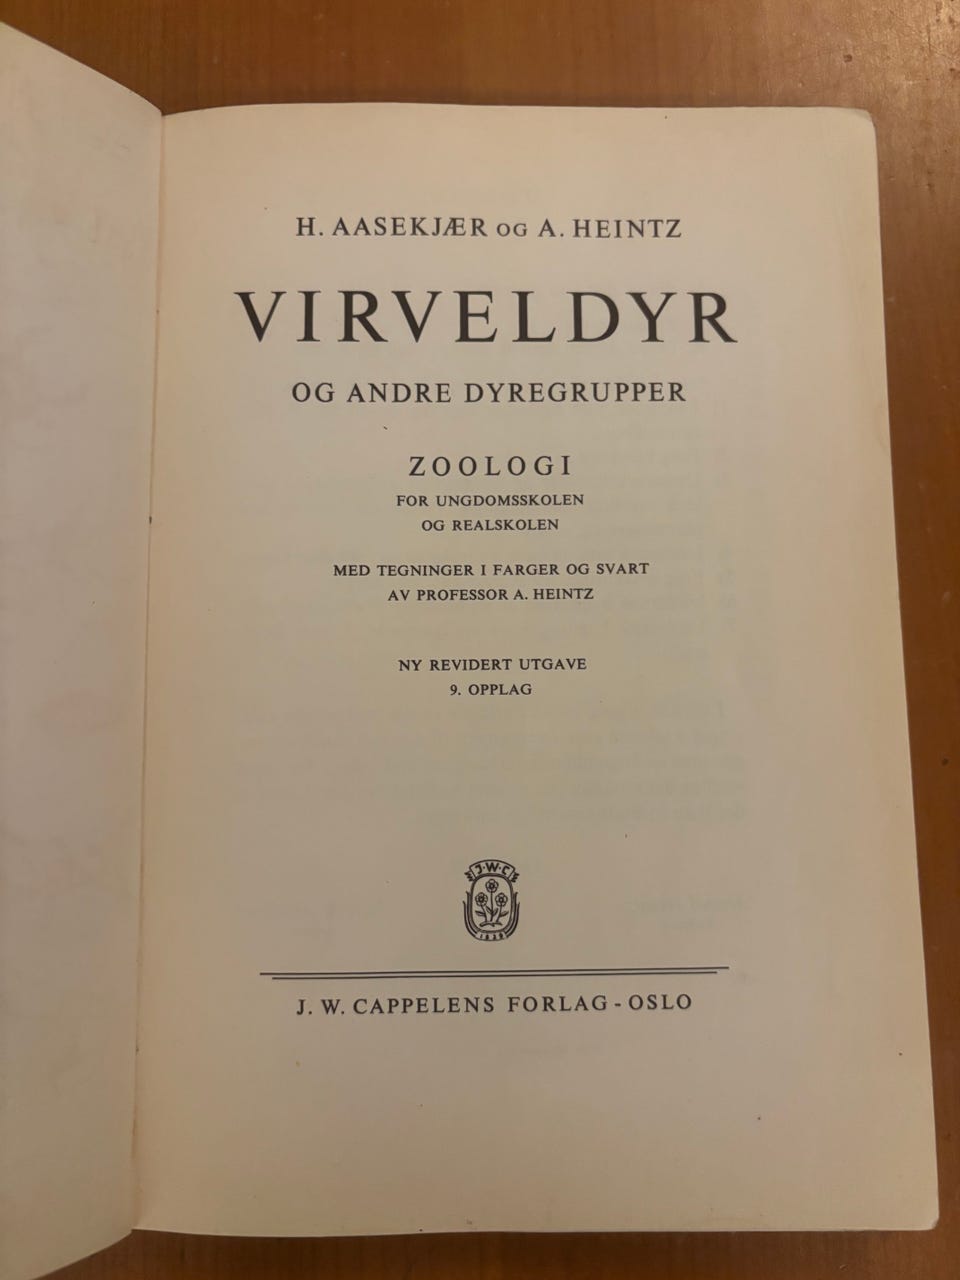 H. AASEKJÆR OG A. HEINTZ
VIRVELDYR
OG ANDRE DYREGRUPPER
ZOOLOGI
FOR UNGDOMSSKOLEN
OG REALSKOLEN
MED TEGNINGER I FARGER OG SVART
AV PROFESSOR A. HEINTZ
NY REVIDERT UTGAVE
9. OPPLAG
J·W·C
1829
J. W. CAPPELENS FORLAG - OSLO